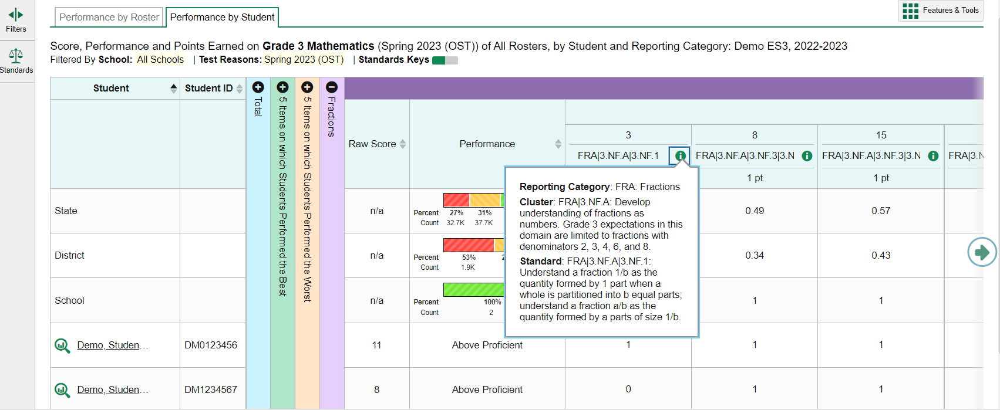 Filters
Standards
Performance by Roster
Performance by Student
Features & Tools
Score, Performance and Points Earned on Grade 3 Mathematics (Spring 2023 (OST)) of All Rosters, by Student and Reporting Category: Demo ES3, 2022-2023
Filtered By School: All Schools | Test Reasons: Spring 2023 (OST) | Standards Keys
Student
Student ID
Total
5 Items on which Students Performed the Best
5 Items on which Students Performed the Worst
Fractions
Raw Score
Performance
3
8
15
FRA|3.NF.A|3.NF.1
FRA|3.NF.A|3.NF.3|3.N
FRA|3.NF.A|3.NF.3|3.N
FRA|3.N
1 pt
1 pt
Reporting Category: FRA: Fractions
Cluster: FRA|3.NF.A: Develop
understanding of fractions as
numbers. Grade 3 expectations in this
domain are limited to fractions with
denominators 2, 3, 4, 6, and 8.
Standard: FRA|3.NF.A|3.NF.1:
Understand a fraction 1/b as the
quantity formed by 1 part when a
whole is partitioned into b equal parts;
understand a fraction a/b as the
quantity formed by a parts of size 1/b.
State
n/a
Percent 27% 31%
Count 32.7K 37.7K
0.49
0.57
District
n/a
Percent 53% 2
Count 1.9K
0.34
0.43
School
n/a
Percent 100%
Count 2
1
1
Demo, Studen...
DM0123456
11
Above Proficient
1
1
1
Demo, Studen...
DM1234567
8
Above Proficient
0
1
1